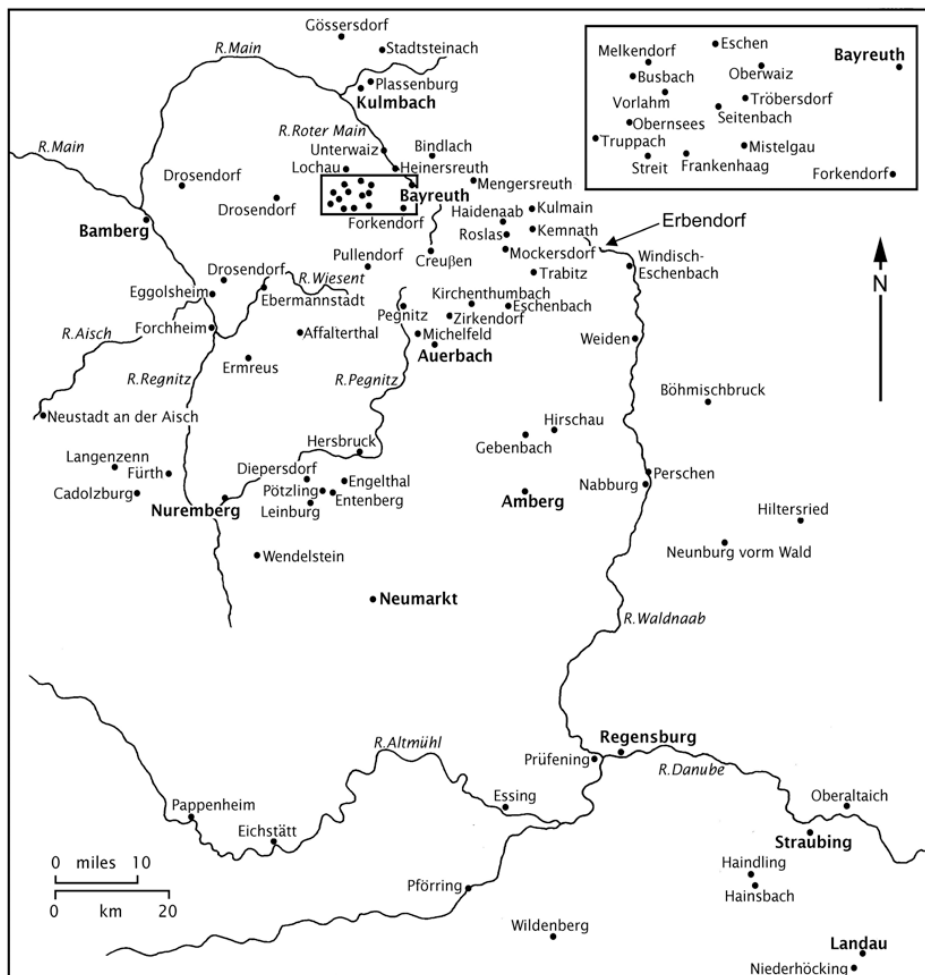 Gössersdorf
Stadtsteinach
R.Main
Plassenburg
Kulmbach
R.Roter Main
Unterwaiz
Bindlach
R.Main
Lochau
Heinersreuth
Drosendorf
Mengersreuth
Bayreuth
Drosendorf
Forkendorf
Haidenaab
Kulmain
Bamberg
Roslas
Kemnath
Erbendorf
Creußen
Mockersdorf
Windisch-
Eschenbach
Pullendorf
Trabitz
Drosendorf
R.Wiesent
Eggolsheim
Ebermannstadt
Kirchenthumbach
Pegnitz
Eschenbach
Zirkendorf
R.Aisch
Forchheim
Affalterthal
Michelfeld
Auerbach
Weiden
Ermreus
R.Regnitz
R.Pegnitz
Böhmischbruck
Neustadt an der Aisch
Hirschau
Gebenbach
Hersbruck
Langenzenn
Fürth
Diepersdorf
Engelthal
Perschen
Cadolzburg
Pötzling
Entenberg
Nabburg
Nuremberg
Leinburg
Amberg
Hiltersried
Wendelstein
Neunburg vorm Wald
Neumarkt
R.Waldnaab
Regensburg
R.Altmühl
Prüfening
R.Danube
Pappenheim
Essing
Oberaltaich
Eichstätt
Straubing
0 miles 10
0 km 20
Haindling
Hainsbach
Pförring
Wildenberg
Landau
Niederhöcking
Eschen
Melkendorf
Bayreuth
Busbach
Oberwaiz
Vorlahm
Tröbersdorf
Seitenbach
Obernsees
Truppach
Mistelgau
Streit
Frankenhaag
Forkendorf
N